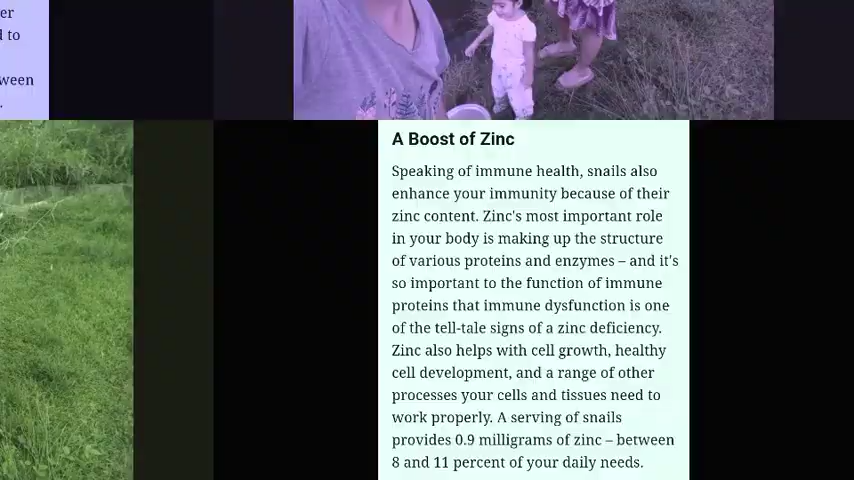 er
d to
ween
.
A Boost of Zinc
Speaking of immune health, snails also
enhance your immunity because of their
zinc content. Zinc's most important role
in your body is making up the structure
of various proteins and enzymes – and it's
so important to the function of immune
proteins that immune dysfunction is one
of the tell-tale signs of a zinc deficiency.
Zinc also helps with cell growth, healthy
cell development, and a range of other
processes your cells and tissues need to
work properly. A serving of snails
provides 0.9 milligrams of zinc – between
8 and 11 percent of your daily needs.